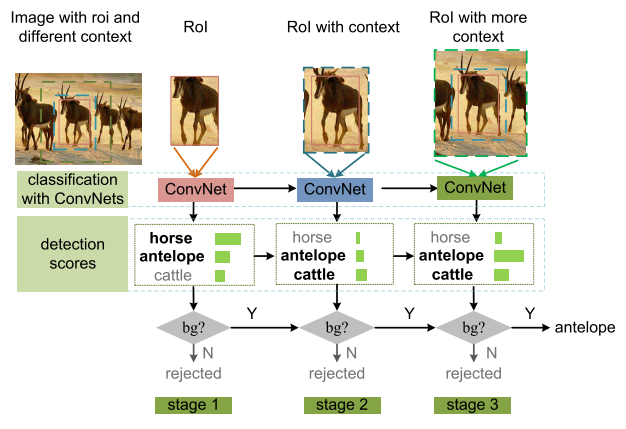 Image with roi and
different context
RoI
RoI with context
RoI with more
context
classification
with ConvNets
ConvNet
ConvNet
ConvNet
detection
scores
horse
antelope
cattle
horse
antelope
cattle
horse
antelope
cattle
bg?
Y
bg?
Y
bg?
Y
antelope
N
N
N
rejected
rejected
rejected
stage 1
stage 2
stage 3